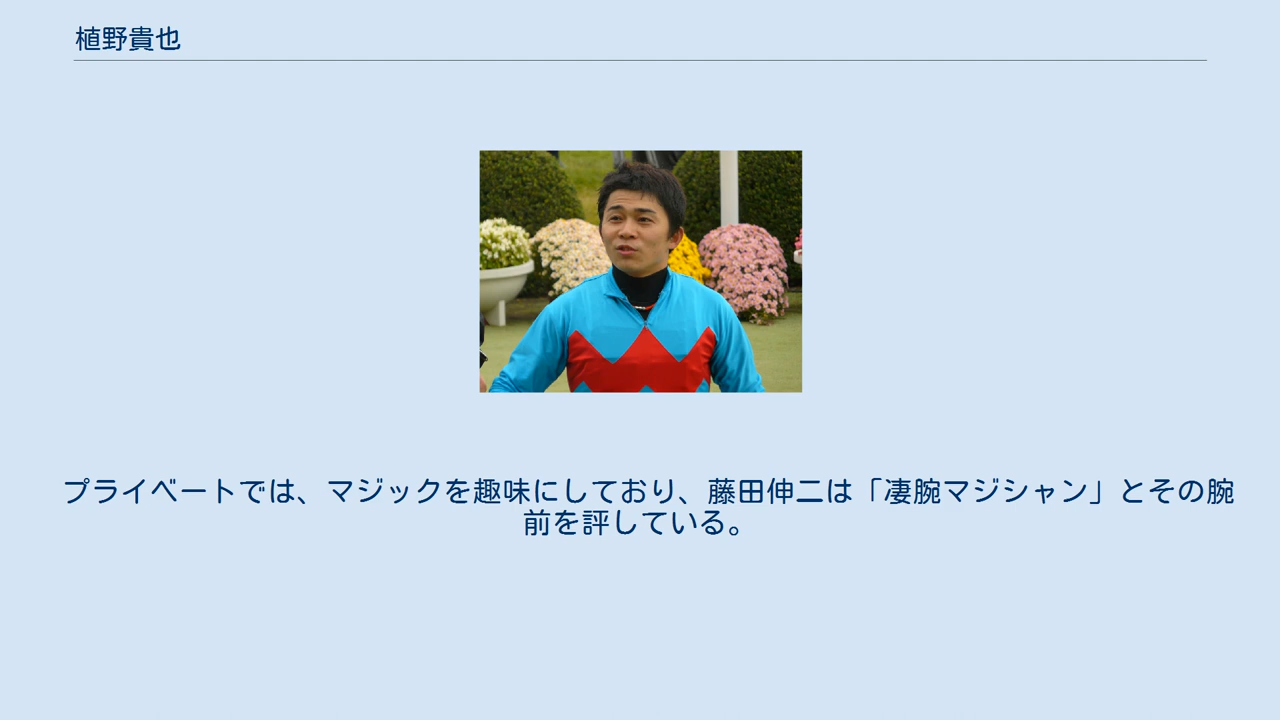 植野貴也
プライベートでは、マジックを趣味にしており、藤田伸二は「凄腕マジシャン」とその腕
前を評している。